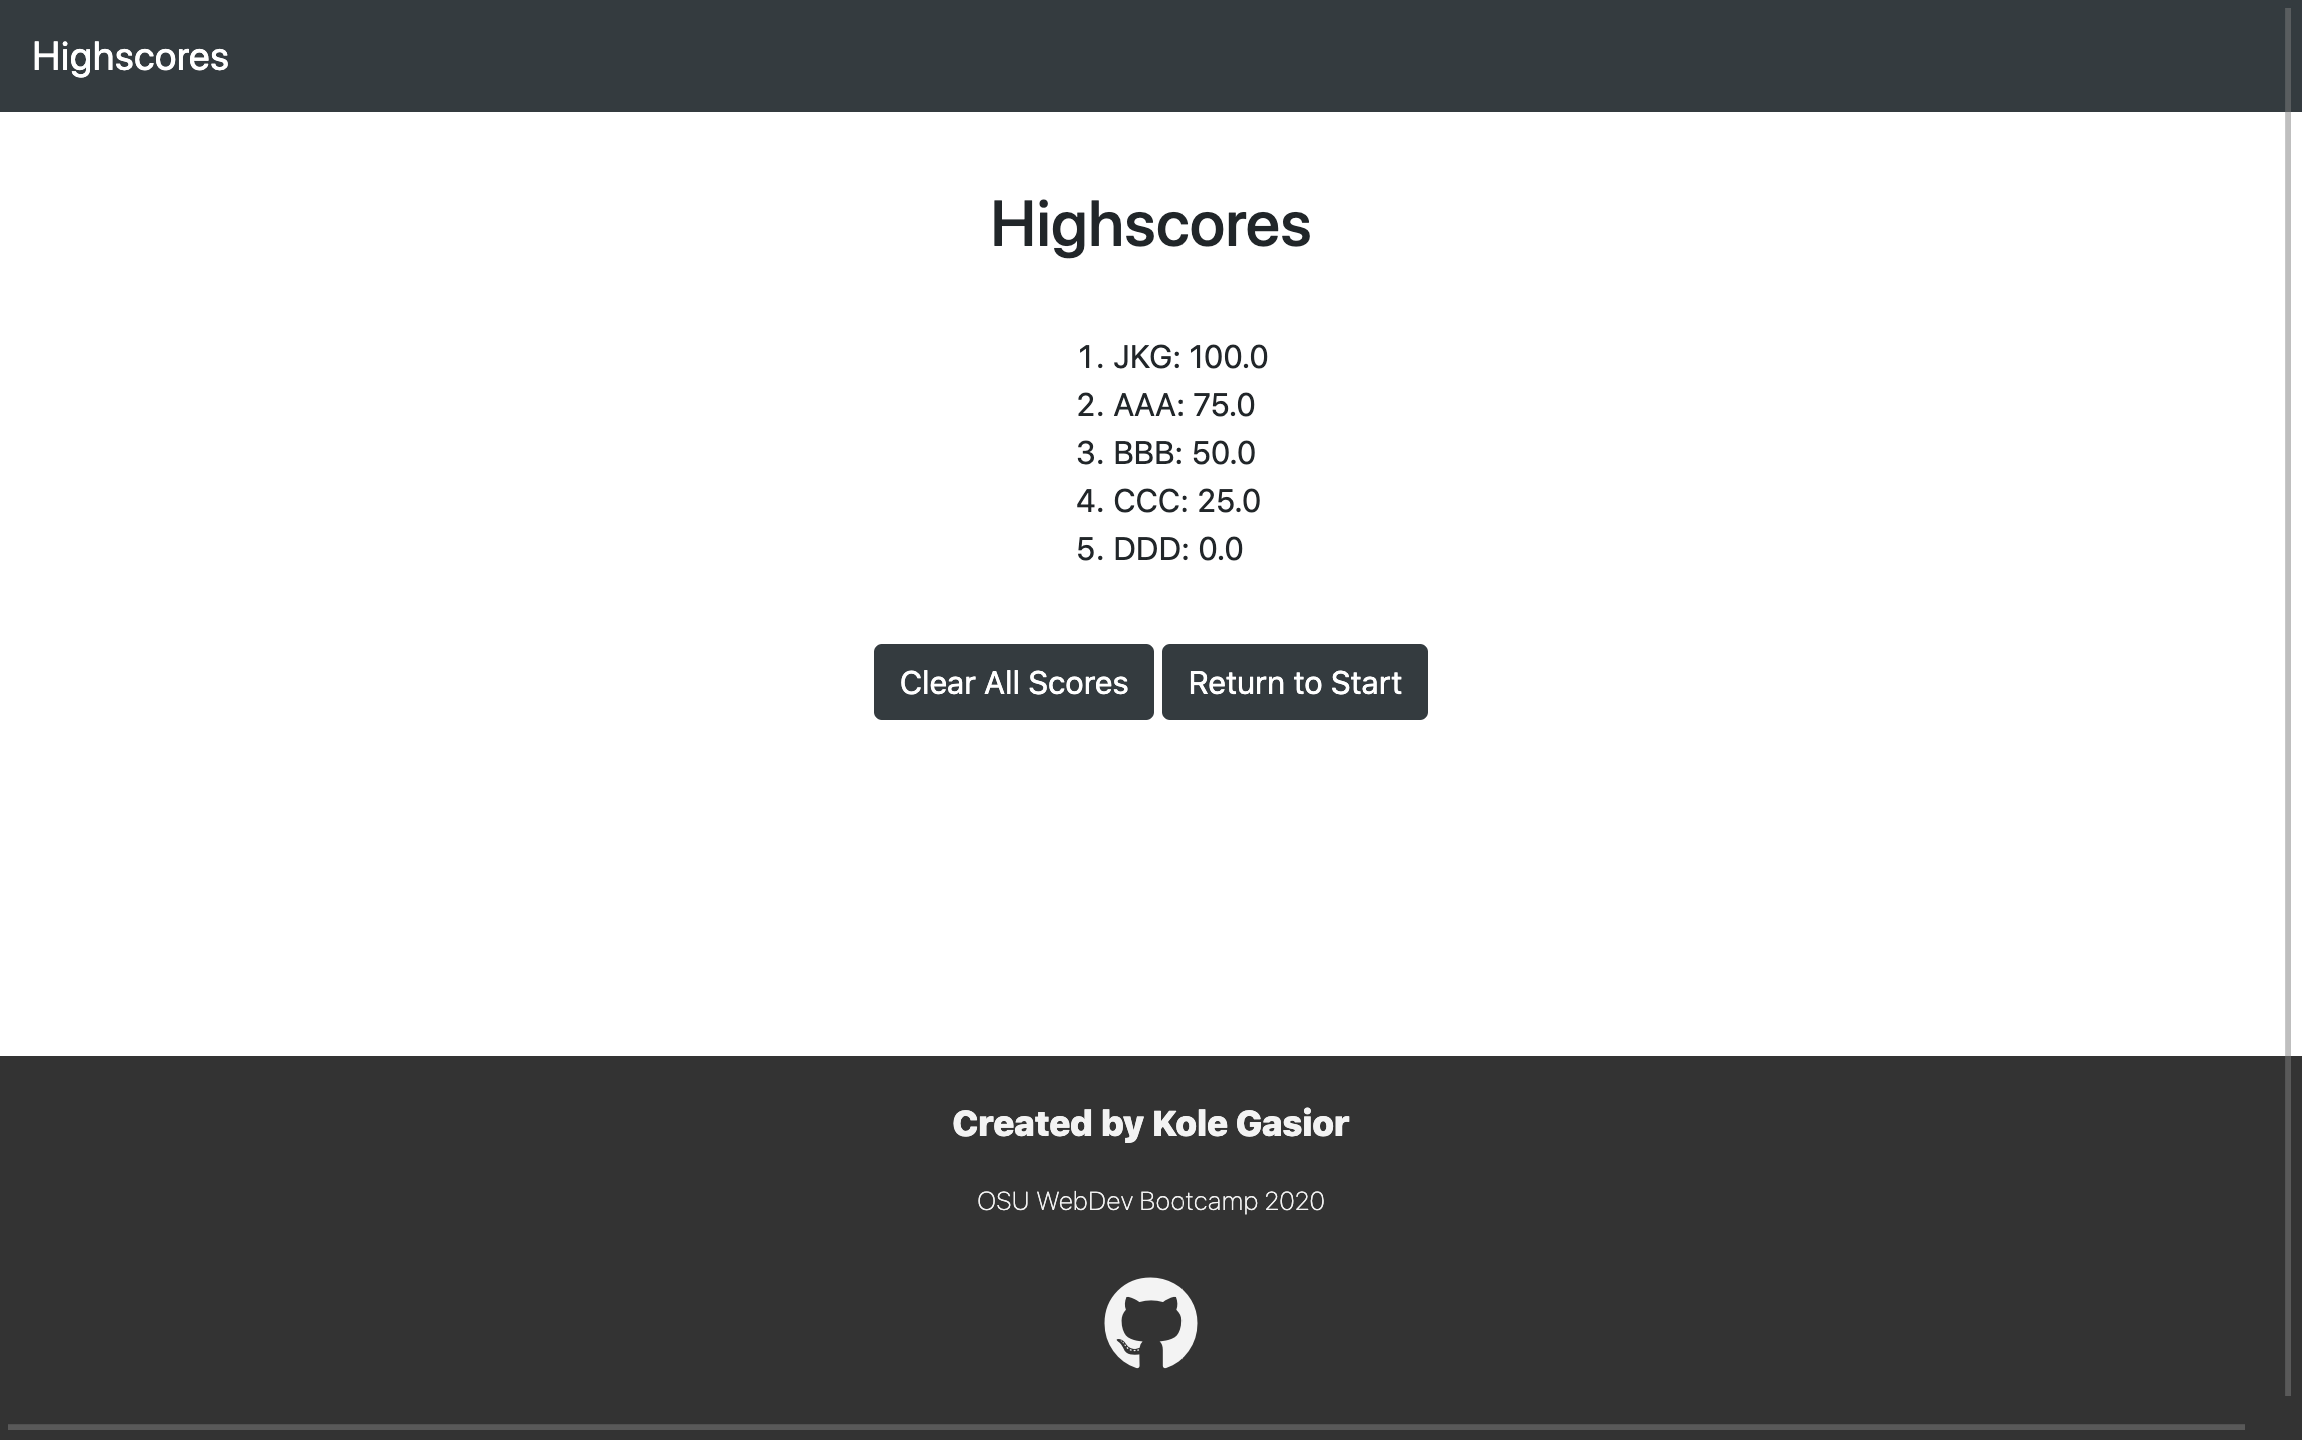 Highscores
Highscores
1. JKG: 100.0
2. AAA: 75.0
3. BBB: 50.0
4. CCC: 25.0
5. DDD: 0.0
Clear All Scores Return to Start
Created by Kole Gasior
OSU WebDev Bootcamp 2020